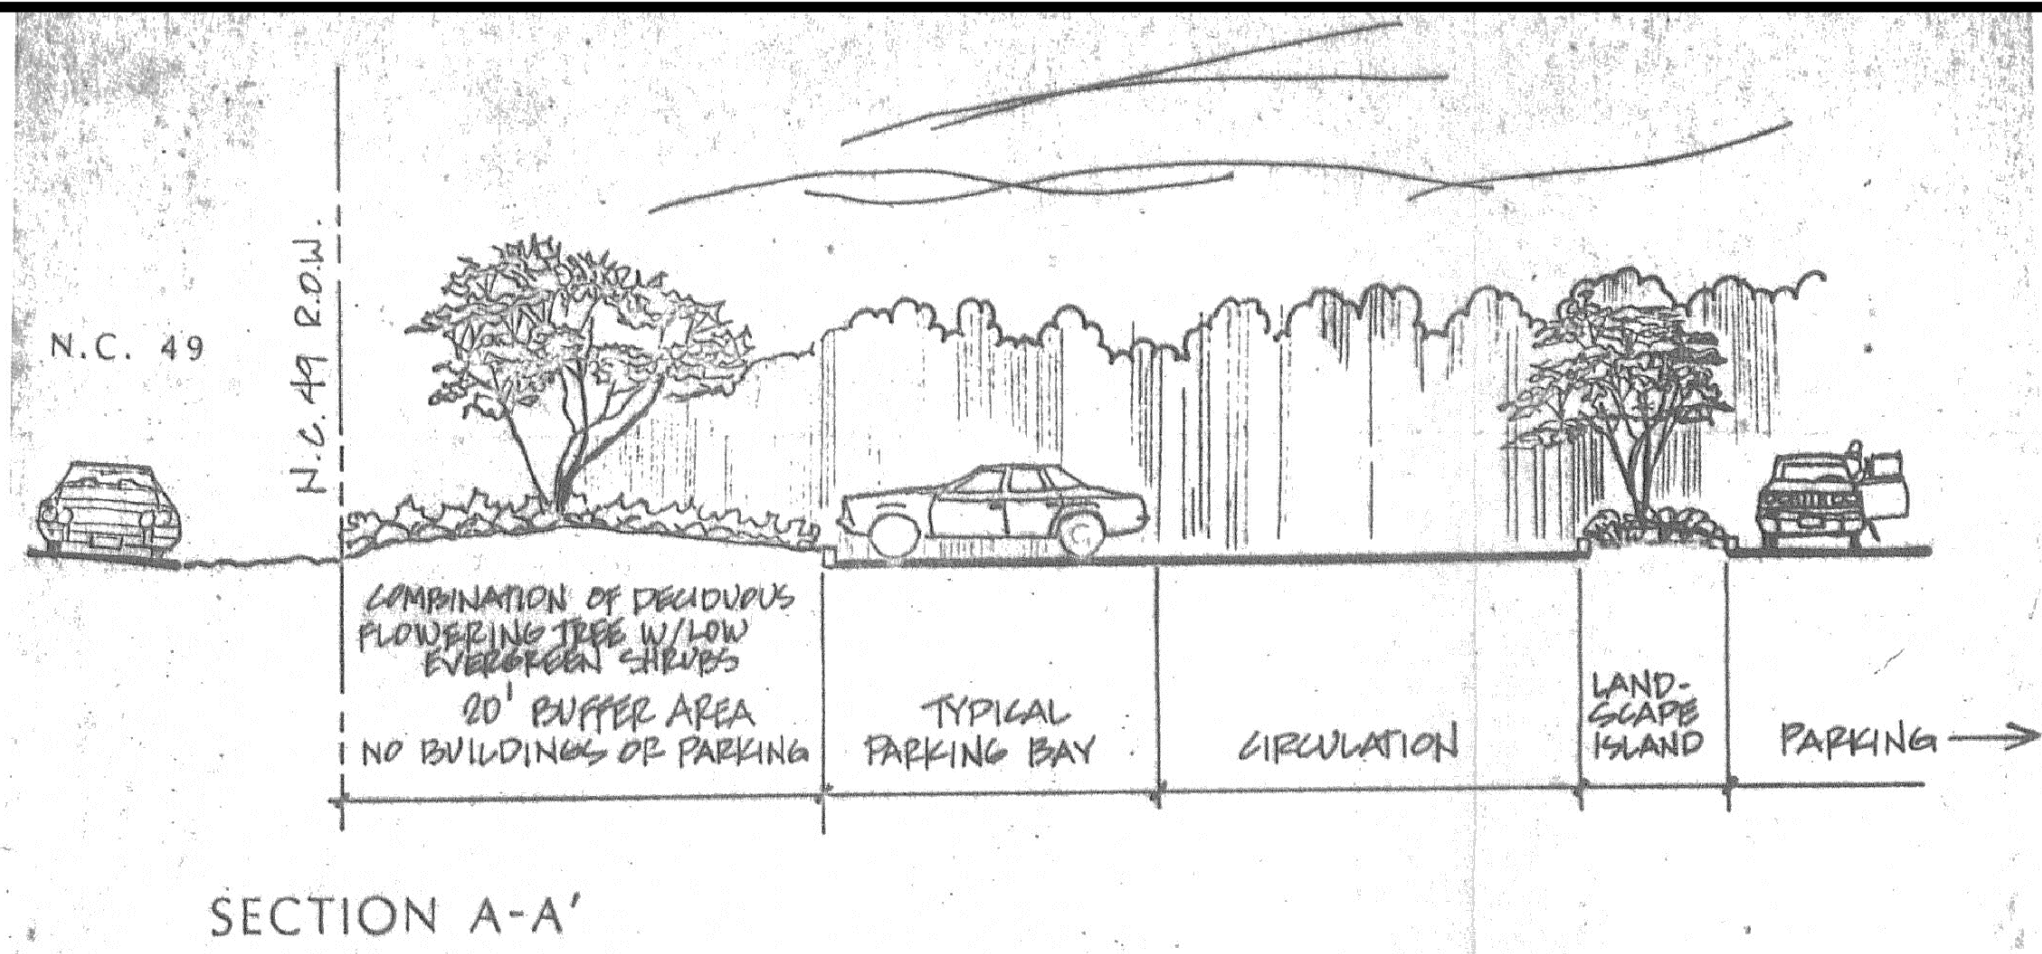 N.C. 49
N.C. 49 R.O.W.
COMBINATION OF DECIDUOUS
FLOWERING TREE W/LOW
EVERGREEN SHRUBS
20' BUFFER AREA
NO BUILDINGS OR PARKING
TYPICAL
PARKING BAY
CIRCULATION
LAND-
SCAPE
ISLAND
PARKING
SECTION A-A'